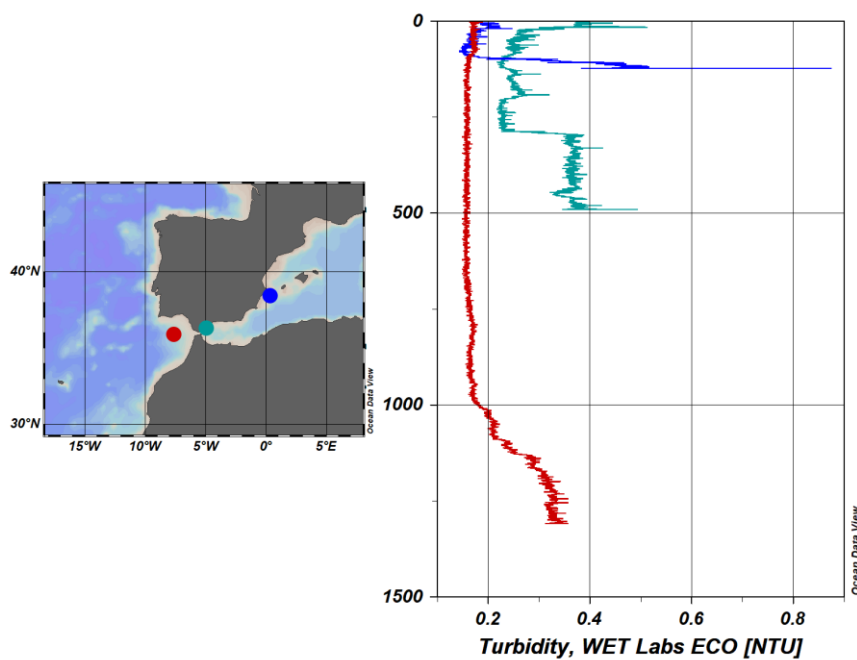 40°N
30°N
15°W 10°W 5°W 0° 5°E
Ocean Data View
0
500
1000
1500
0.2 0.4 0.6 0.8
Turbidity, WET Labs ECO [NTU]
Ocean Data View